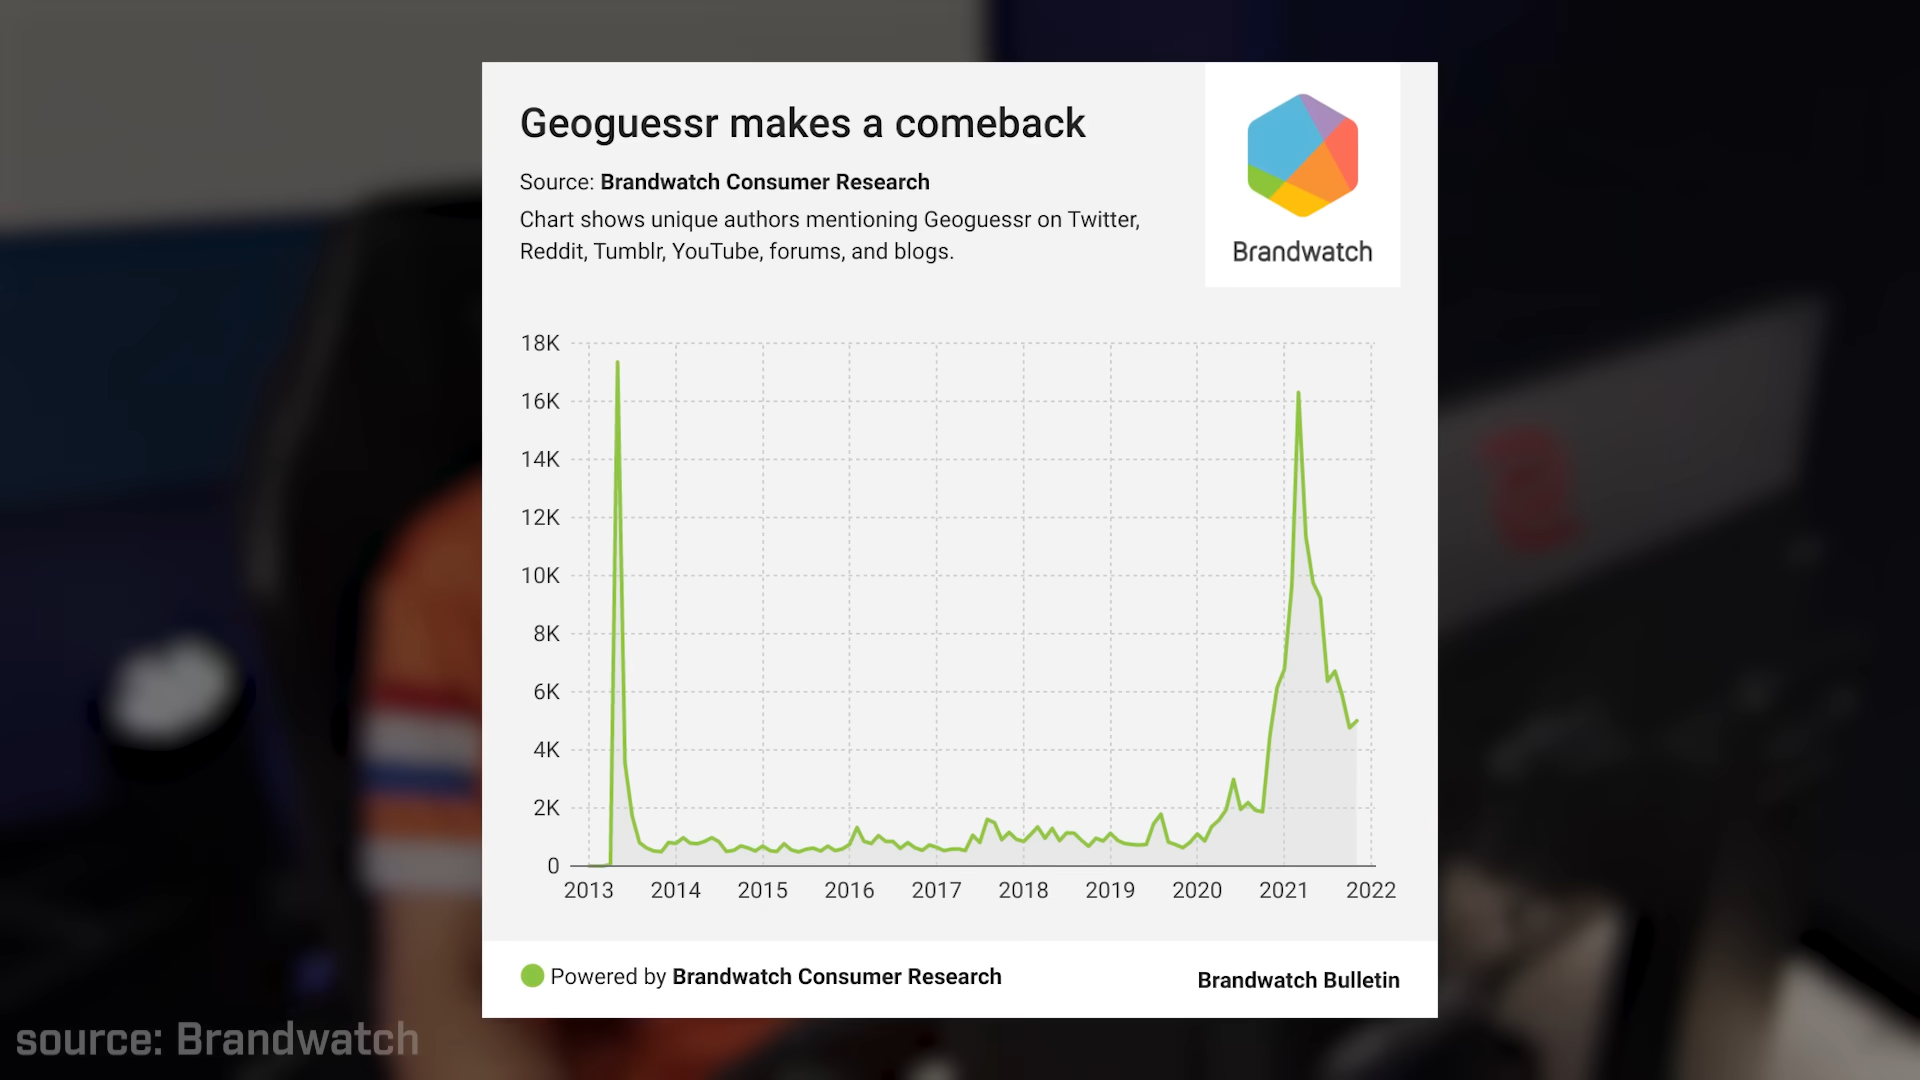 Geoguessr makes a comeback
Source: Brandwatch Consumer Research
Chart shows unique authors mentioning Geoguessr on Twitter,
Reddit, Tumblr, YouTube, forums, and blogs.
Brandwatch
18K
16K
14K
12K
10K
8K
6K
4K
2K
0
2013 2014 2015 2016 2017 2018 2019 2020 2021 2022
Powered by Brandwatch Consumer Research
Brandwatch Bulletin
source: Brandwatch